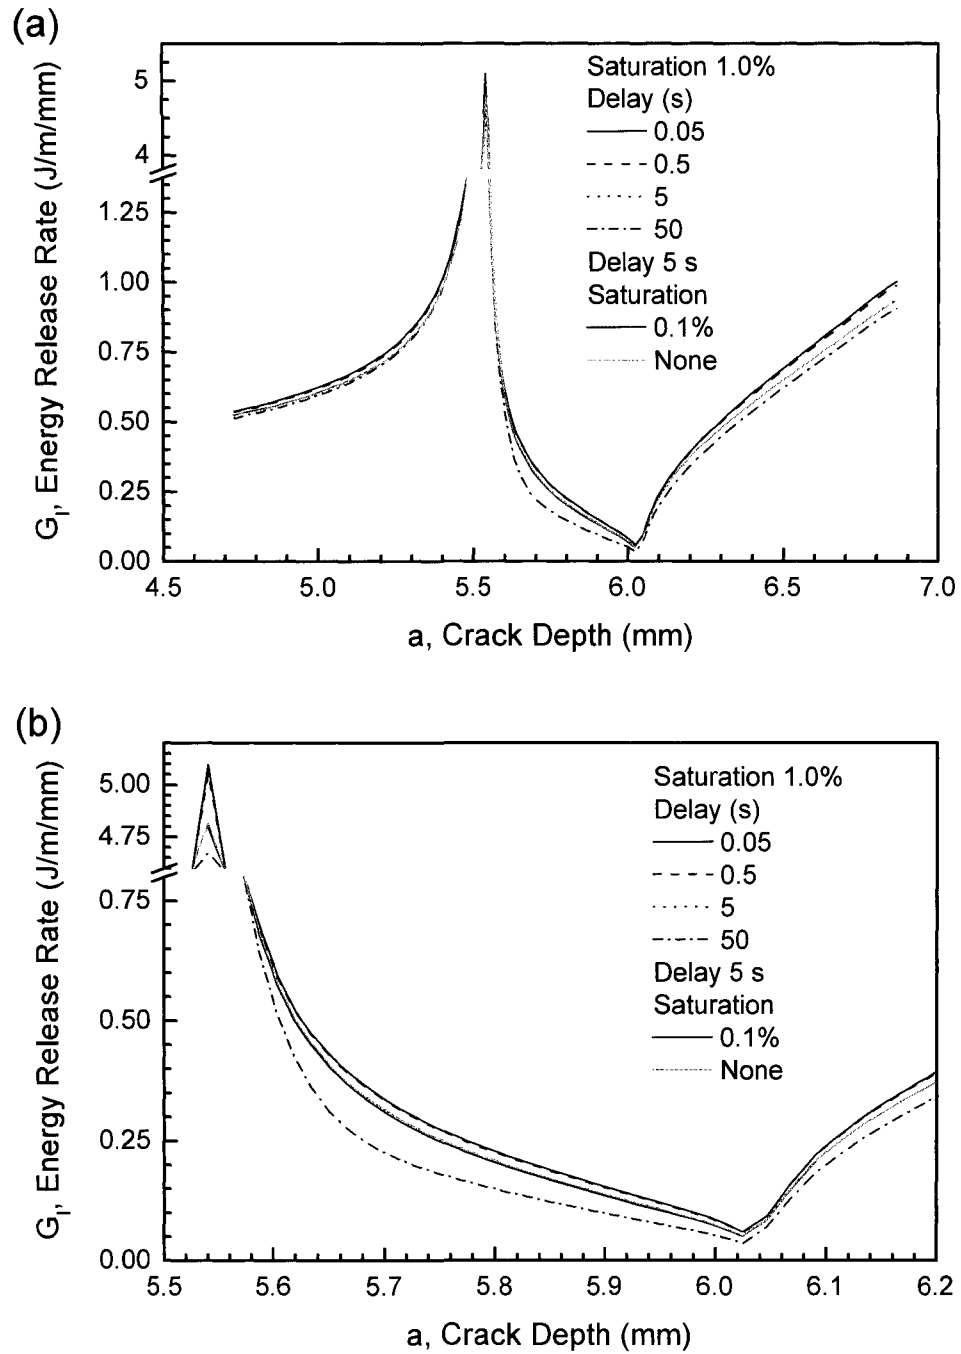 (a)
G_I, Energy Release Rate (J/m/mm)
5
4
1.25
1.00
0.75
0.50
0.25
0.00
Saturation 1.0%
Delay (s)
0.05
0.5
5
50
Delay 5 s
Saturation
0.1%
None
4.5 5.0 5.5 6.0 6.5 7.0
a, Crack Depth (mm)
(b)
G_I, Energy Release Rate (J/m/mm)
5.00
4.75
0.75
0.50
0.25
0.00
Saturation 1.0%
Delay (s)
0.05
0.5
5
50
Delay 5 s
Saturation
0.1%
None
5.5 5.6 5.7 5.8 5.9 6.0 6.1 6.2
a, Crack Depth (mm)